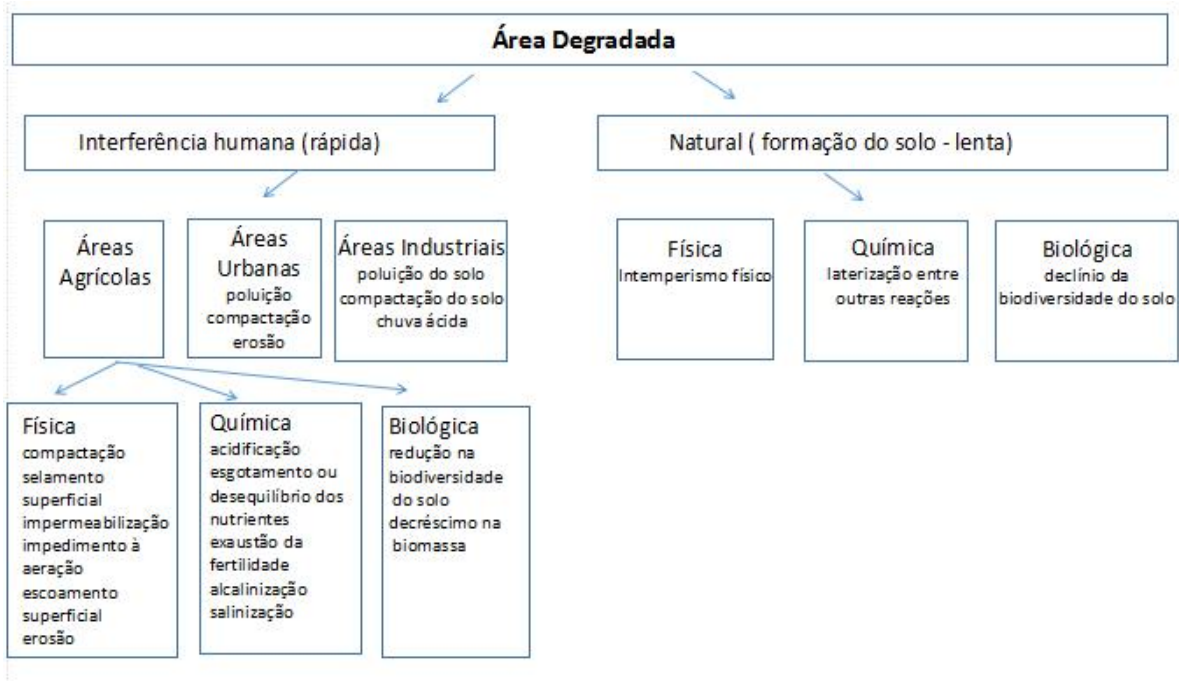 Área Degradada
Interferência humana (rápida)
Natural ( formação do solo - lenta)
Áreas
Agrícolas
Áreas
Urbanas
poluição
compactação
erosão
Áreas Industriais
poluição do solo
compactação do solo
chuva ácida
Física
Intemperismo físico
Química
laterização entre
outras reações
Biológica
declínio da
biodiversidade do solo
Física
compactação
selamento
superficial
impermeabilização
impedimento à
aeração
escoamento
superficial
erosão
Química
acidificação
esgotamento ou
desequilíbrio dos
nutrientes
exaustão da
fertilidade
alcalinização
salinização
Biológica
redução na
biodiversidade
do solo
decréscimo na
biomassa